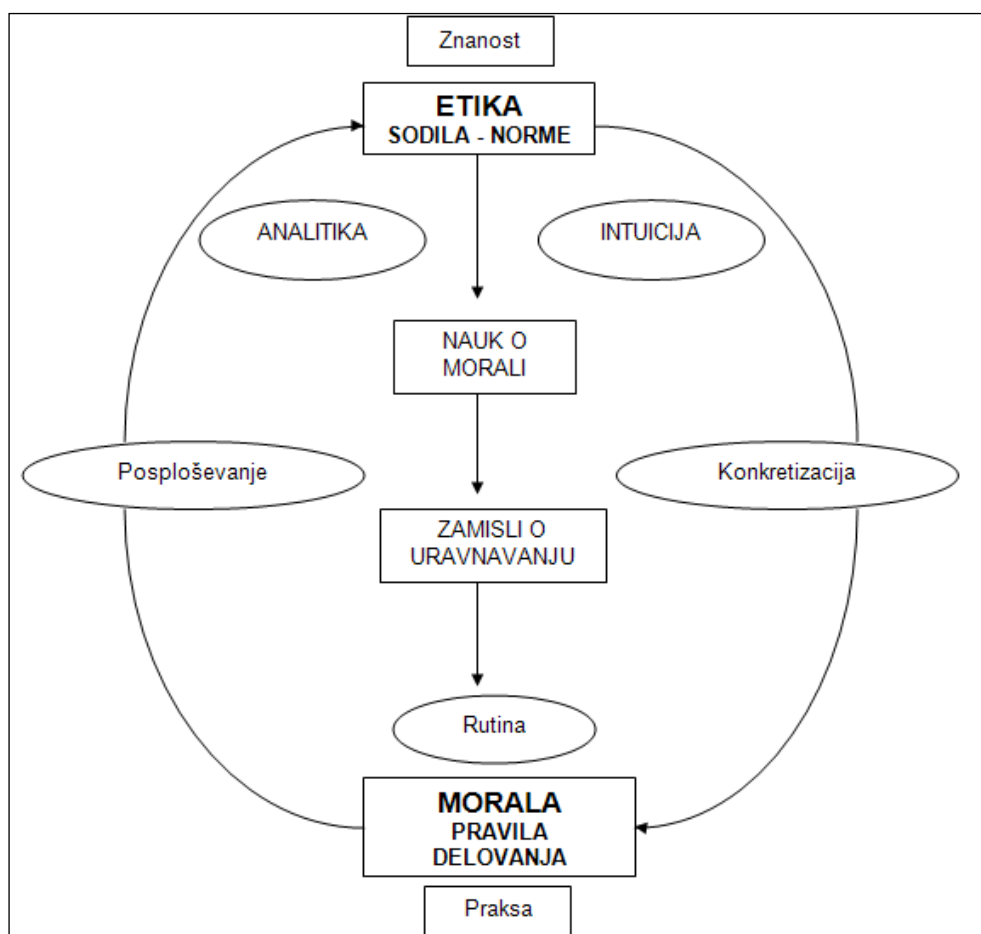 Znanost
ETIKA
SODILA - NORME
ANALITIKA
INTUICIJA
NAUK O
MORALI
Posploševanje
Konkretizacija
ZAMISLI O
URAVNAVANJU
Rutina
MORALA
PRAVILA
DELOVANJA
Praksa